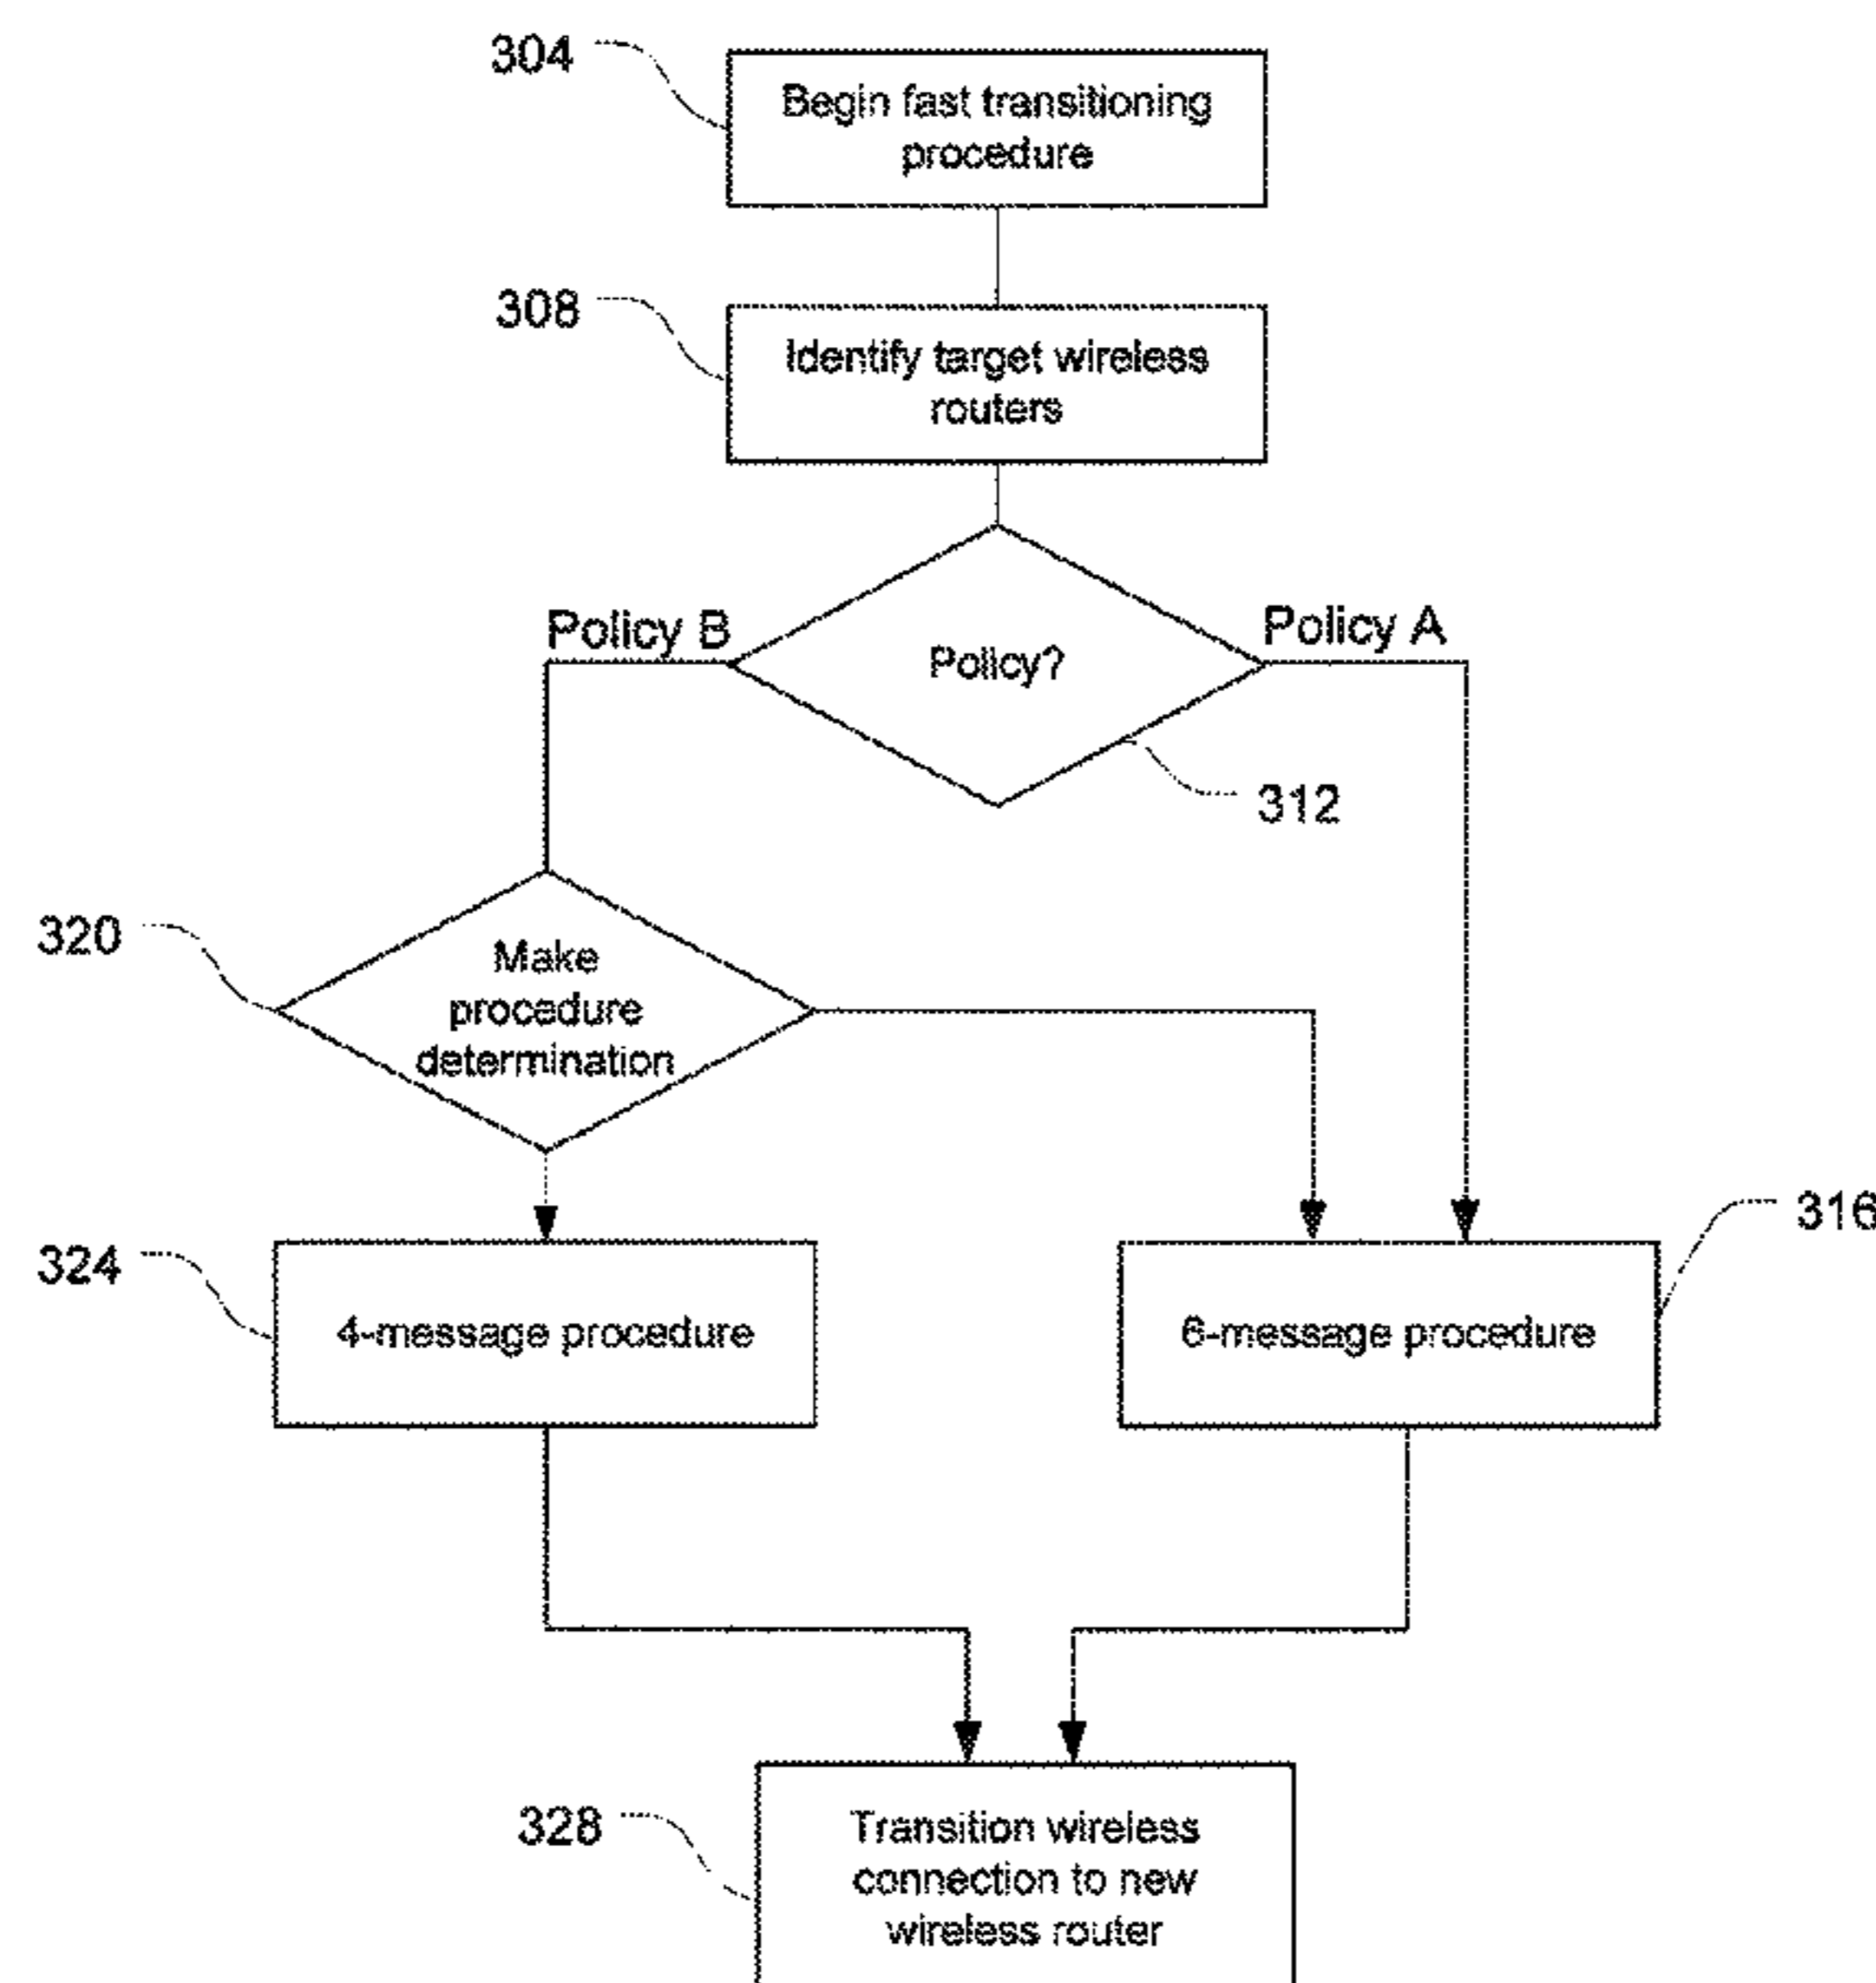 304
Begin fast transitioning
procedure
308
Identify target wireless
routers
Policy B
Policy?
Policy A
312
320
Make
procedure
determination
324
4-message procedure
6-message procedure
316
328
Transition wireless
connection to new
wireless router